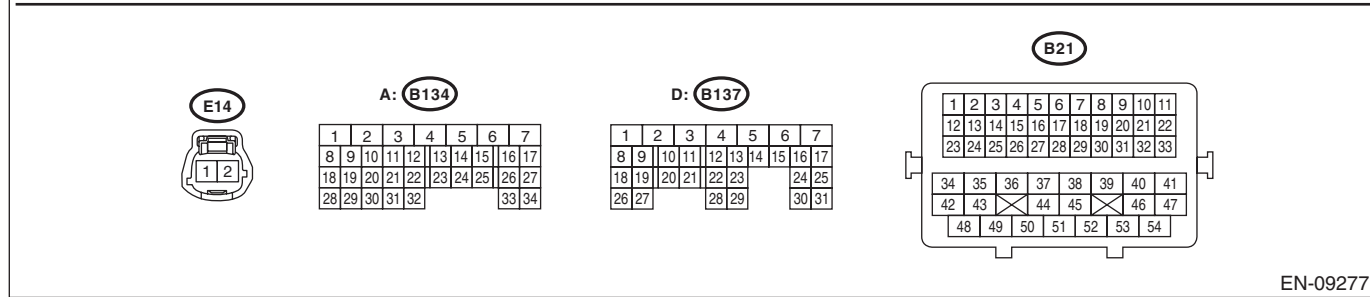 B21
E14
A: B134
D: B137
1 2
1 2 3 4 5 6 7
8 9 10 11 12 13 14 15 16 17
18 19 20 21 22 23 24 25 26 27
28 29 30 31 32 33 34
1 2 3 4 5 6 7
8 9 10 11 12 13 14 15 16 17
18 19 20 21 22 23 24 25
26 27 28 29 30 31
1 2 3 4 5 6 7 8 9 10 11
12 13 14 15 16 17 18 19 20 21 22
23 24 25 26 27 28 29 30 31 32 33
34 35 36 37 38 39 40 41
42 43 44 45 46 47
48 49 50 51 52 53 54
EN-09277